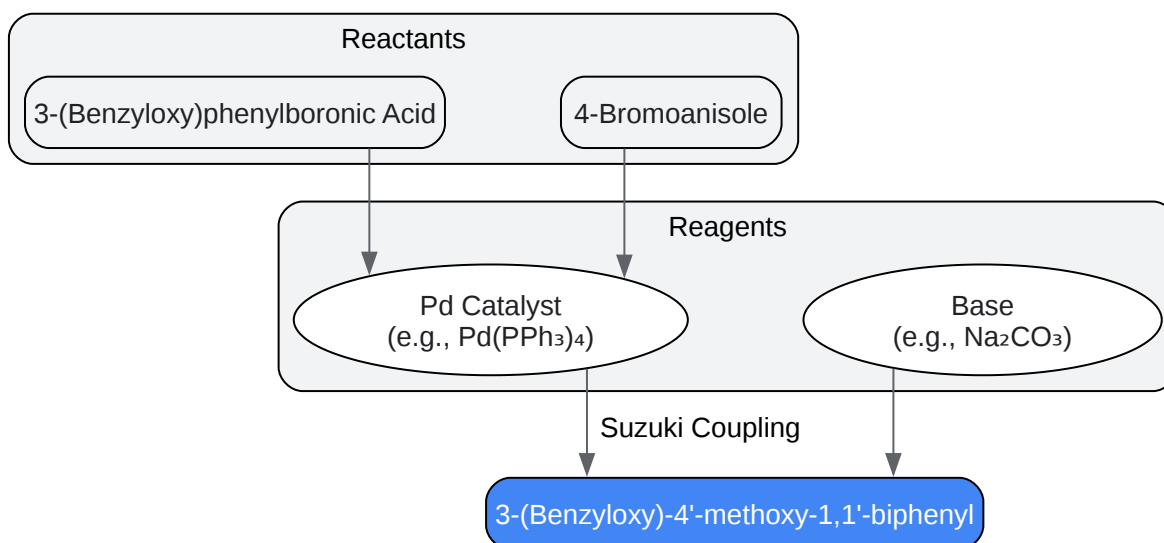 Reactants
3-(Benzyloxy)phenylboronic Acid
4-Bromoanisole
Reagents
Pd Catalyst
(e.g., Pd(PPh₃)₄)
Base
(e.g., Na₂CO₃)
Suzuki Coupling
3-(Benzyloxy)-4'-methoxy-1,1'-biphenyl